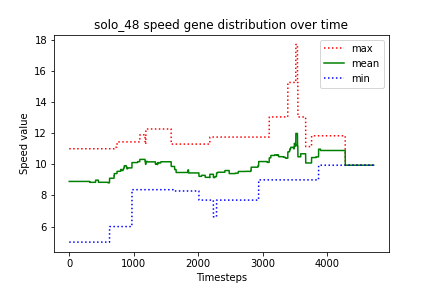 solo_48 speed gene distribution over time
18
16
14
12
10
8
6
Speed value
max
mean
min
0 1000 2000 3000 4000
Timesteps